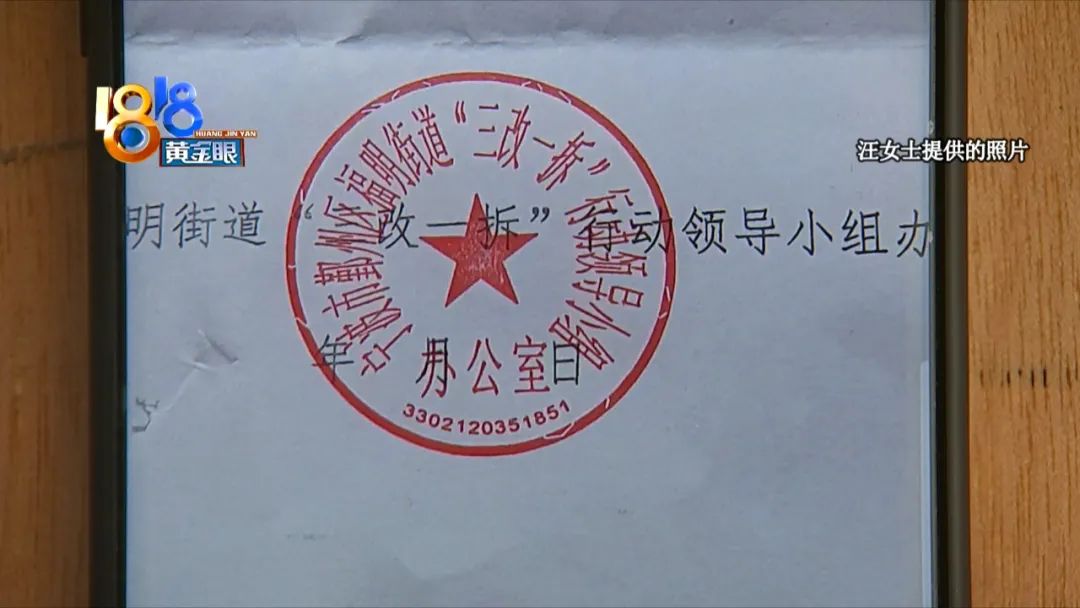 1818
HUANG JIN YAN
黄金眼
汪女士提供的照片
宁波市鄞州区福明街道“三改一拆”行动领导小组
明街道“三改一拆”行动领导小组办
年 月 日
办公室
3302120351851